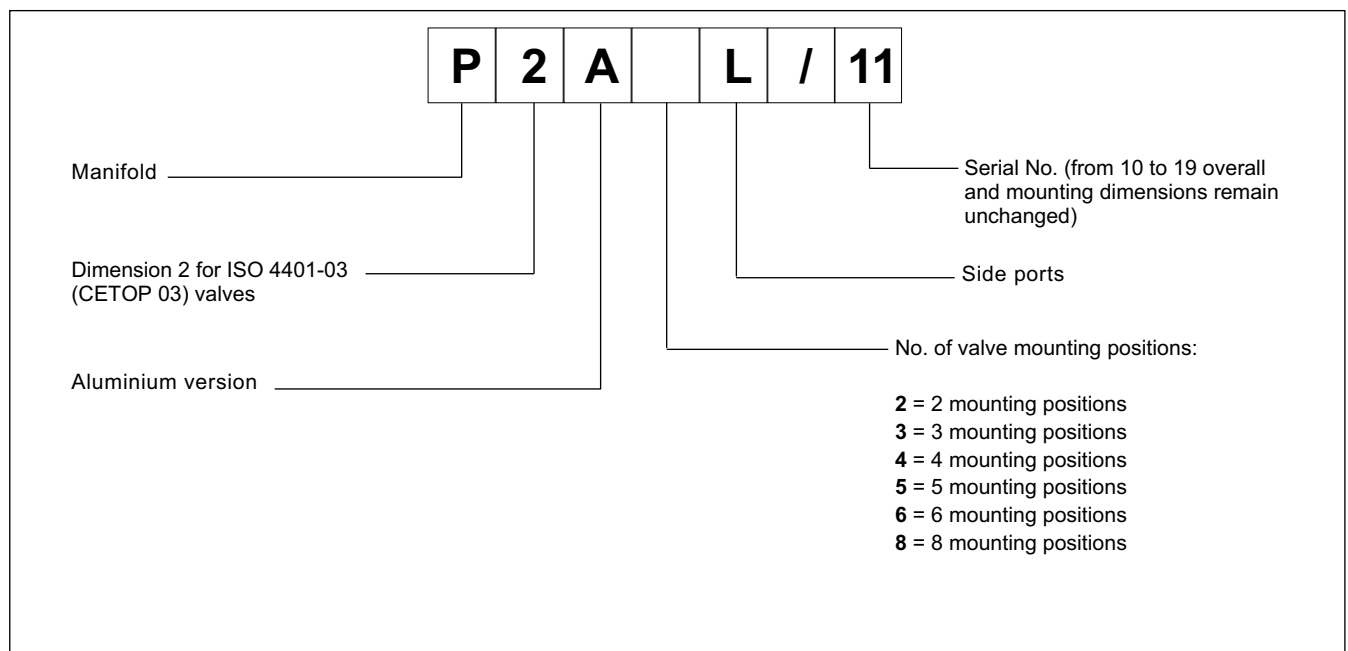 P 2 A L / 11
Manifold
Serial No. (from 10 to 19 overall
and mounting dimensions remain
unchanged)
Dimension 2 for ISO 4401-03
(CETOP 03) valves
Side ports
No. of valve mounting positions:
Aluminium version
2 = 2 mounting positions
3 = 3 mounting positions
4 = 4 mounting positions
5 = 5 mounting positions
6 = 6 mounting positions
8 = 8 mounting positions